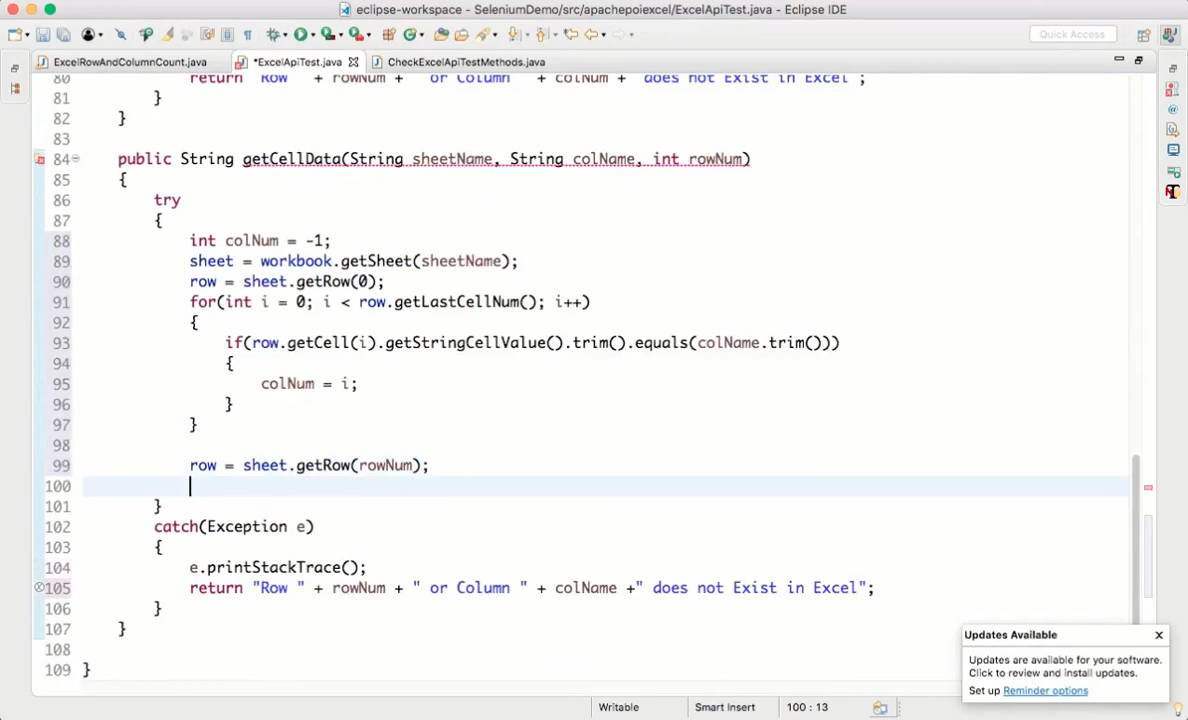 eclipse-workspace - SeleniumDemo/src/apachepoiexcel/ExcelApiTest.java - Eclipse IDE
Quick Access
ExcelRowAndColumnCount.java
*ExcelApiTest.java
CheckExcelApiTestMethods.java
80 return "Row " + rowNum + " or Column " + colNum + " does not Exist in Excel";
81 }
82 }
83
84 public String getCellData(String sheetName, String colName, int rowNum)
85 {
86 try
87 {
88 int colNum = -1;
89 sheet = workbook.getSheet(sheetName);
90 row = sheet.getRow(0);
91 for(int i = 0; i < row.getLastCellNum(); i++)
92 {
93 if(row.getCell(i).getStringCellValue().trim().equals(colName.trim()))
94 {
95 colNum = i;
96 }
97 }
98
99 row = sheet.getRow(rowNum);
100
101 }
102 catch(Exception e)
103 {
104 e.printStackTrace();
105 return "Row " + rowNum + " or Column " + colName +" does not Exist in Excel";
106 }
107 }
108
109 }
Updates Available
Updates are available for your software.
Click to review and install updates.
Set up Reminder options
Writable
Smart Insert
100 : 13